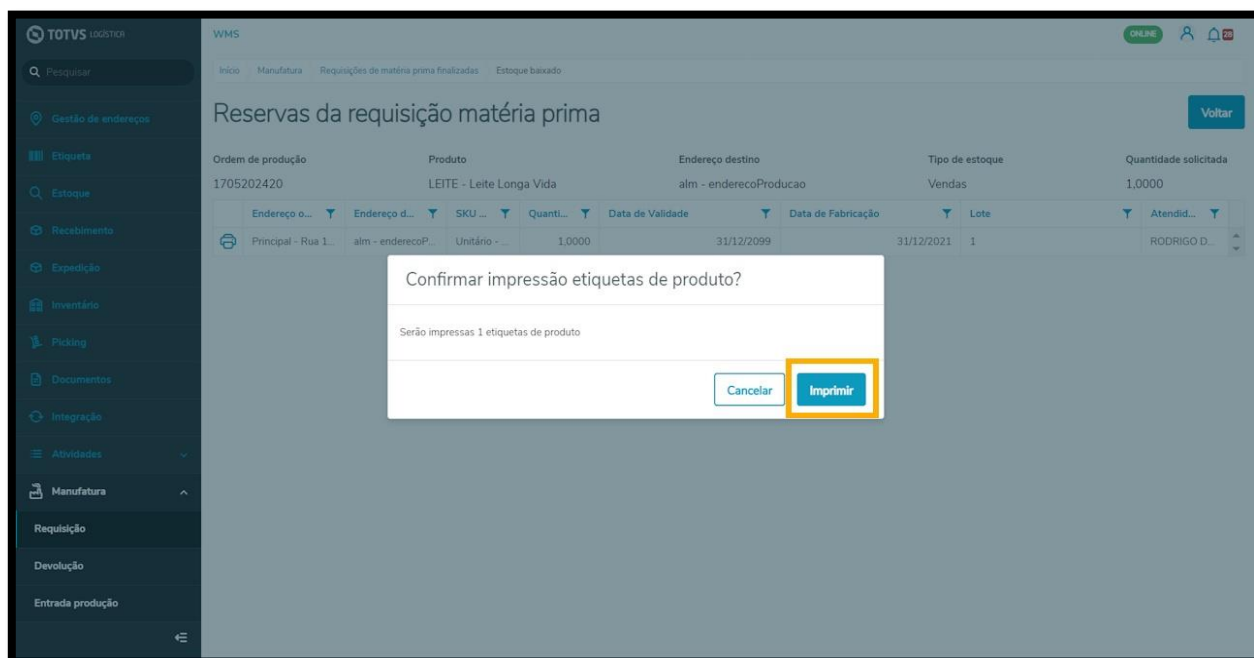 TOTVS LOGÍSTICA
WMS
ONLINE
28
Pesquisar
Início Manufatura Requisições de matéria prima finalizadas Estoque baixado
Gestão de endereços
Etiqueta
Estoque
Recebimento
Expedição
Inventário
Picking
Documentos
Integração
Atividades
Manufatura
Requisição
Devolução
Entrada produção
Reservas da requisição matéria prima
Voltar
Ordem de produção Produto Endereço destino Tipo de estoque Quantidade solicitada
1705202420 LEITE - Leite Longa Vida alm - enderecoProducao Vendas 1,0000
Endereço o... Endereço d... SKU ... Quanti... Data de Validade Data de Fabricação Lote Atendid...
Principal - Rua 1... alm - enderecoP... Unitário - ... 1,0000 31/12/2099 31/12/2021 1 RODRIGO D...
Confirmar impressão etiquetas de produto?
Serão impressas 1 etiquetas de produto
Cancelar Imprimir